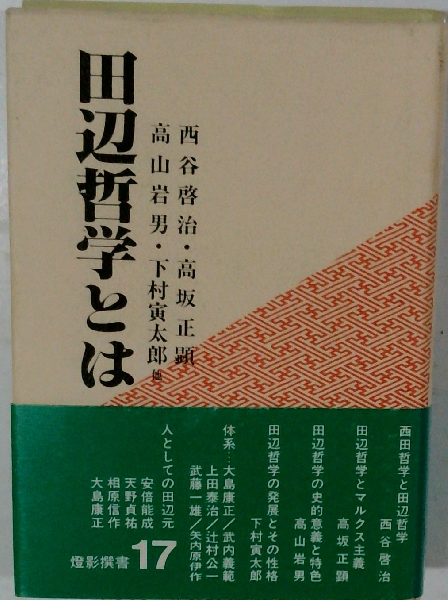 田辺哲学とは
西谷啓治・高坂正顕
高山岩男・下村寅太郎 他
西田哲学と田辺哲学
西谷啓治
田辺哲学とマルクス主義
高坂正顕
田辺哲学の史的意義と特色
高山岩男
田辺哲学の発展とその性格
下村寅太郎
体系…大島康正／武内義範
上田泰治／辻村公一
武藤一雄／矢内原伊作
人としての田辺元
安倍能成
天野貞祐
相原信作
大島康正
燈影撰書 17